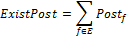 ExistPost = ∑ Post_f
f∈E